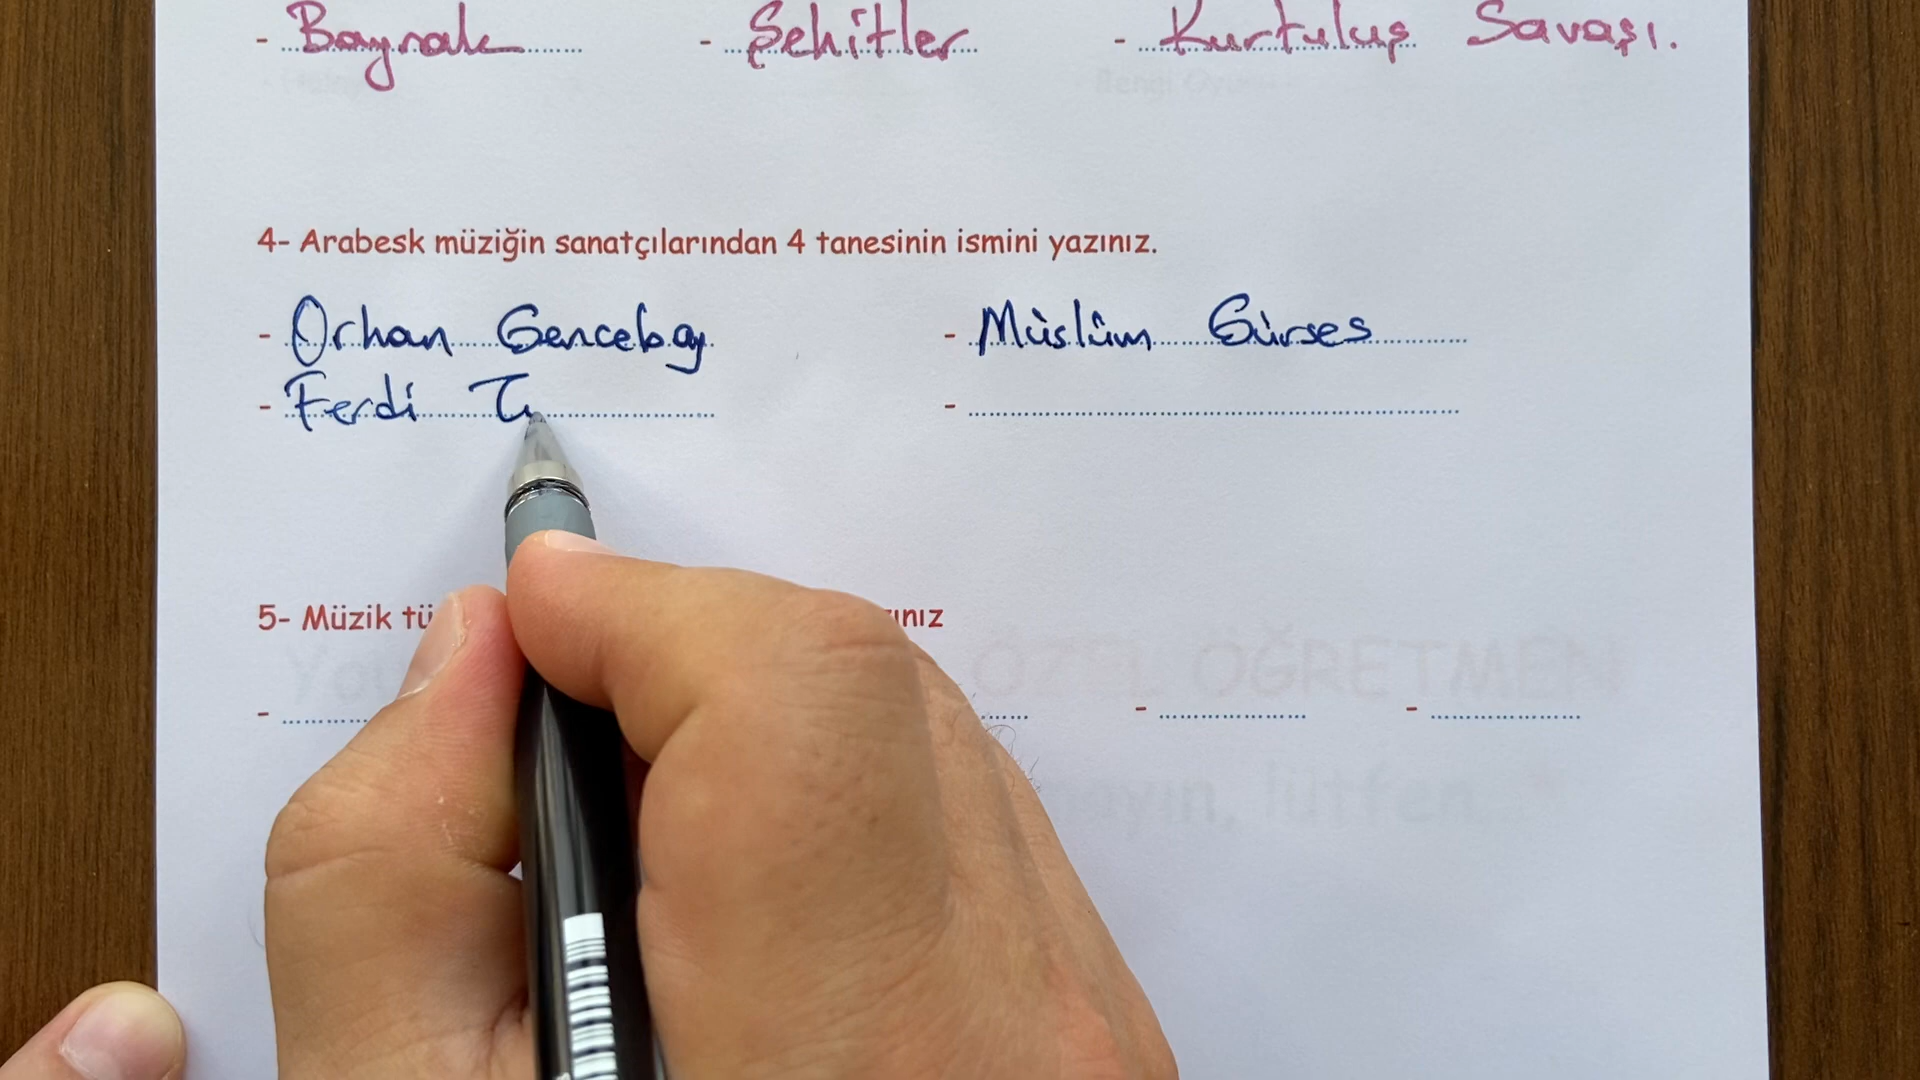 - Bayrak - Şehitler - Kurtuluş Savaşı.
4- Arabesk müziğin sanatçılarından 4 tanesinin ismini yazınız.
- Orhan Gencebay - Müslüm Gürses
- Ferdi T -
5- Müzik tü ınız
- - -